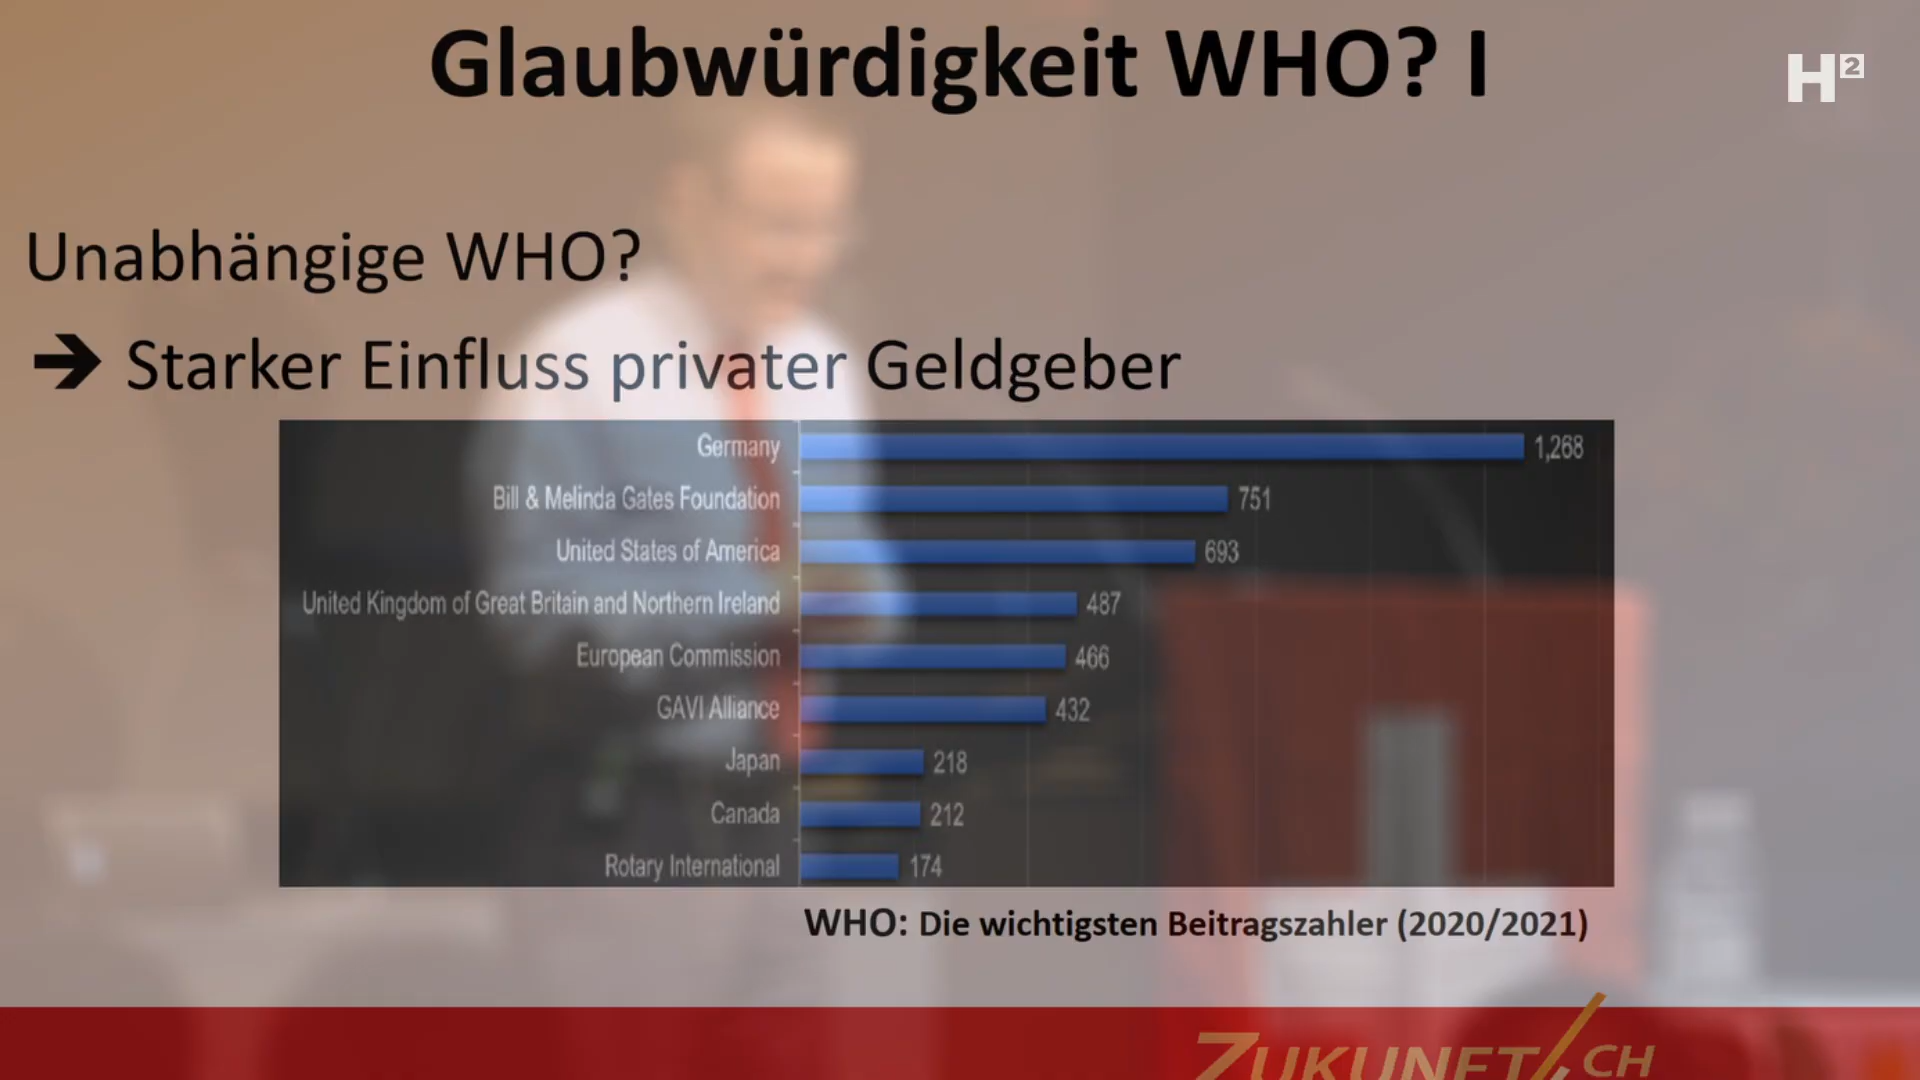 Glaubwürdigkeit WHO? I
H²
Unabhängige WHO?
➔ Starker Einfluss privater Geldgeber
Germany 1,268
Bill & Melinda Gates Foundation 751
United States of America 693
United Kingdom of Great Britain and Northern Ireland 487
European Commission 466
GAVI Alliance 432
Japan 218
Canada 212
Rotary International 174
WHO: Die wichtigsten Beitragszahler (2020/2021)
ZUKUNFT CH